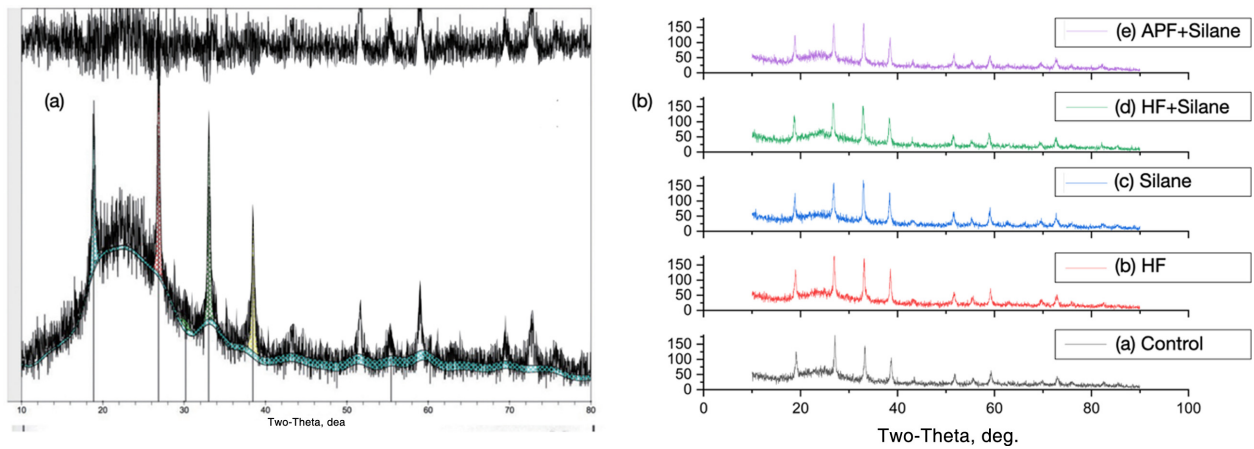 (a)
10 20 30 40 50 60 70 80
Two-Theta, dea
(b)
150
100
50
0
(e) APF+Silane
150
100
50
0
(d) HF+Silane
150
100
50
0
(c) Silane
150
100
50
0
(b) HF
150
100
50
0
(a) Control
0 20 40 60 80 100
Two-Theta, deg.